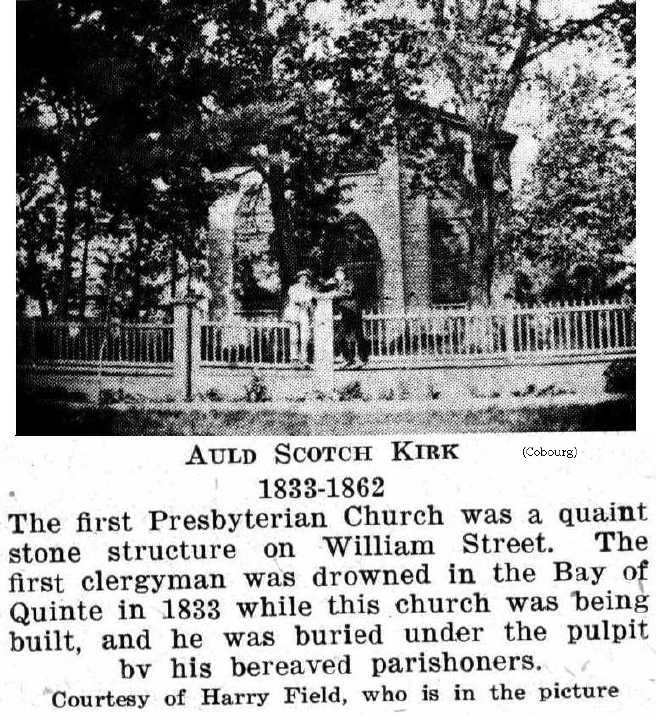 AULD SCOTCH KIRK (Cobourg)
1833-1862
The first Presbyterian Church was a quaint
stone structure on William Street. The
first clergyman was drowned in the Bay of
Quinte in 1833 while this church was being
built, and he was buried under the pulpit
by his bereaved parishoners.
Courtesy of Harry Field, who is in the picture